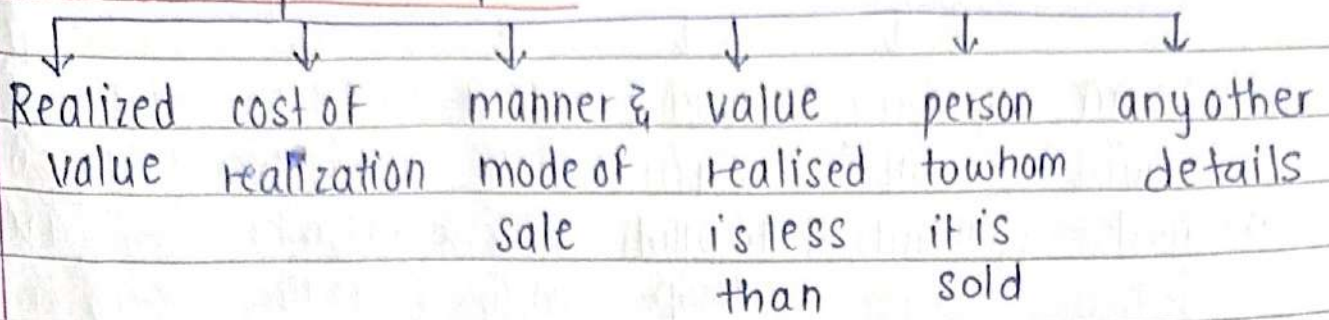 Realized cost of manner & value person any other
value realization mode of realised to whom details
sale is less it is
than sold